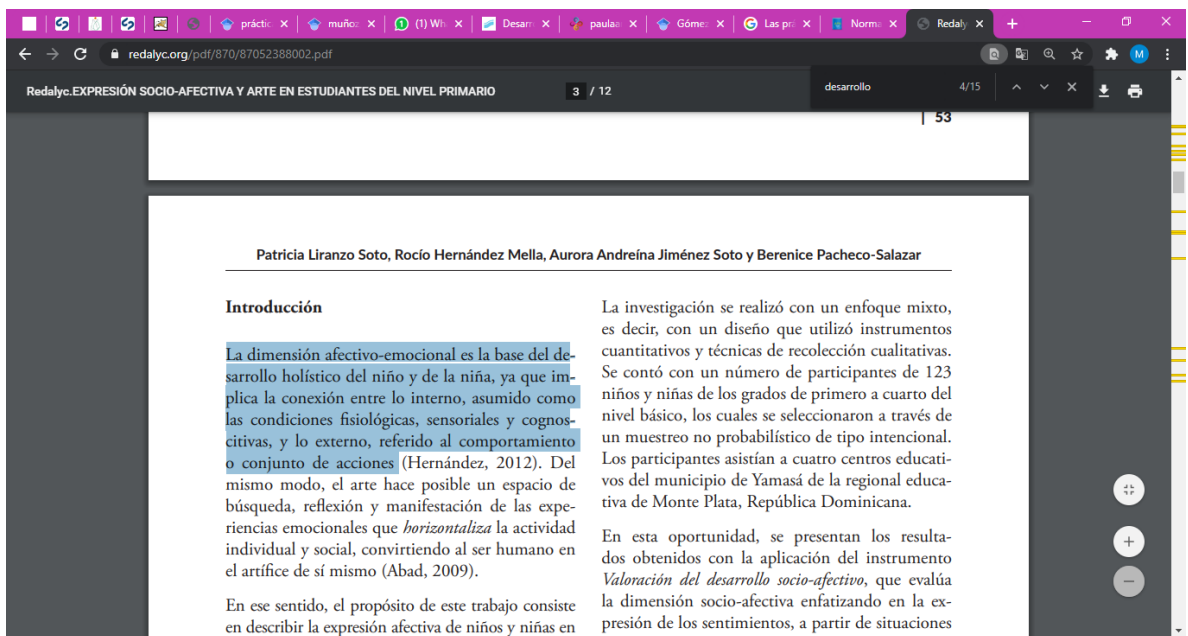 práctic
muñoz
(1) Wh
Desarr
paulaa
Gómez
Las prá
Norma
Redaly
redalyc.org/pdf/870/87052388002.pdf
M
Redalyc.EXPRESIÓN SOCIO-AFECTIVA Y ARTE EN ESTUDIANTES DEL NIVEL PRIMARIO
3 / 12
desarrollo 4/15
| 53
Patricia Liranzo Soto, Rocío Hernández Mella, Aurora Andreína Jiménez Soto y Berenice Pacheco-Salazar
Introducción
La dimensión afectivo-emocional es la base del de-
sarrollo holístico del niño y de la niña, ya que im-
plica la conexión entre lo interno, asumido como
las condiciones fisiológicas, sensoriales y cognos-
citivas, y lo externo, referido al comportamiento
o conjunto de acciones (Hernández, 2012). Del
mismo modo, el arte hace posible un espacio de
búsqueda, reflexión y manifestación de las expe-
riencias emocionales que horizontaliza la actividad
individual y social, convirtiendo al ser humano en
el artífice de sí mismo (Abad, 2009).
En ese sentido, el propósito de este trabajo consiste
en describir la expresión afectiva de niños y niñas en
La investigación se realizó con un enfoque mixto,
es decir, con un diseño que utilizó instrumentos
cuantitativos y técnicas de recolección cualitativas.
Se contó con un número de participantes de 123
niños y niñas de los grados de primero a cuarto del
nivel básico, los cuales se seleccionaron a través de
un muestreo no probabilístico de tipo intencional.
Los participantes asistían a cuatro centros educati-
vos del municipio de Yamasá de la regional educa-
tiva de Monte Plata, República Dominicana.
En esta oportunidad, se presentan los resulta-
dos obtenidos con la aplicación del instrumento
Valoración del desarrollo socio-afectivo, que evalúa
la dimensión socio-afectiva enfatizando en la ex-
presión de los sentimientos, a partir de situaciones